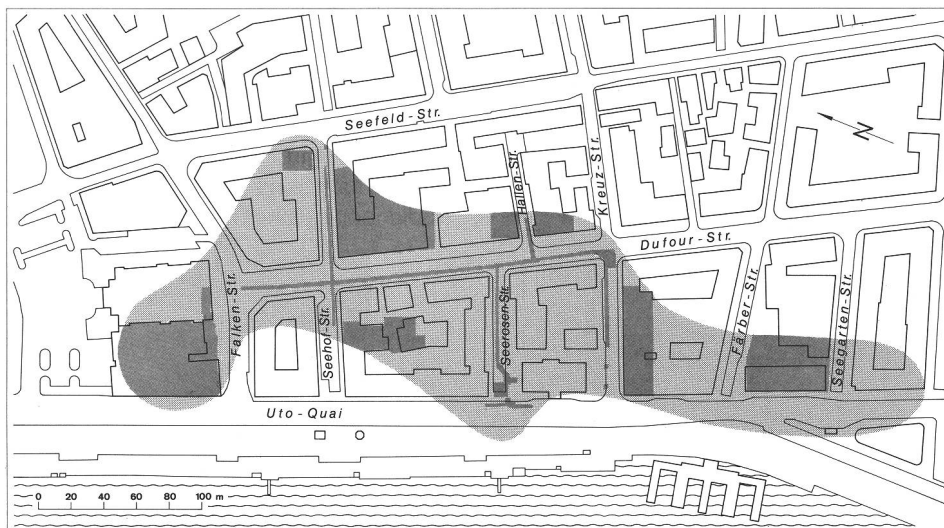 Seefeld-Str.
Hallen-Str.
Kreuz-Str.
N
Dufour-Str.
Falken-Str.
Seehof-Str.
Seerosen-Str.
Färber-Str.
Seegarten-Str.
Uto-Quai
0 20 40 60 80 100 m